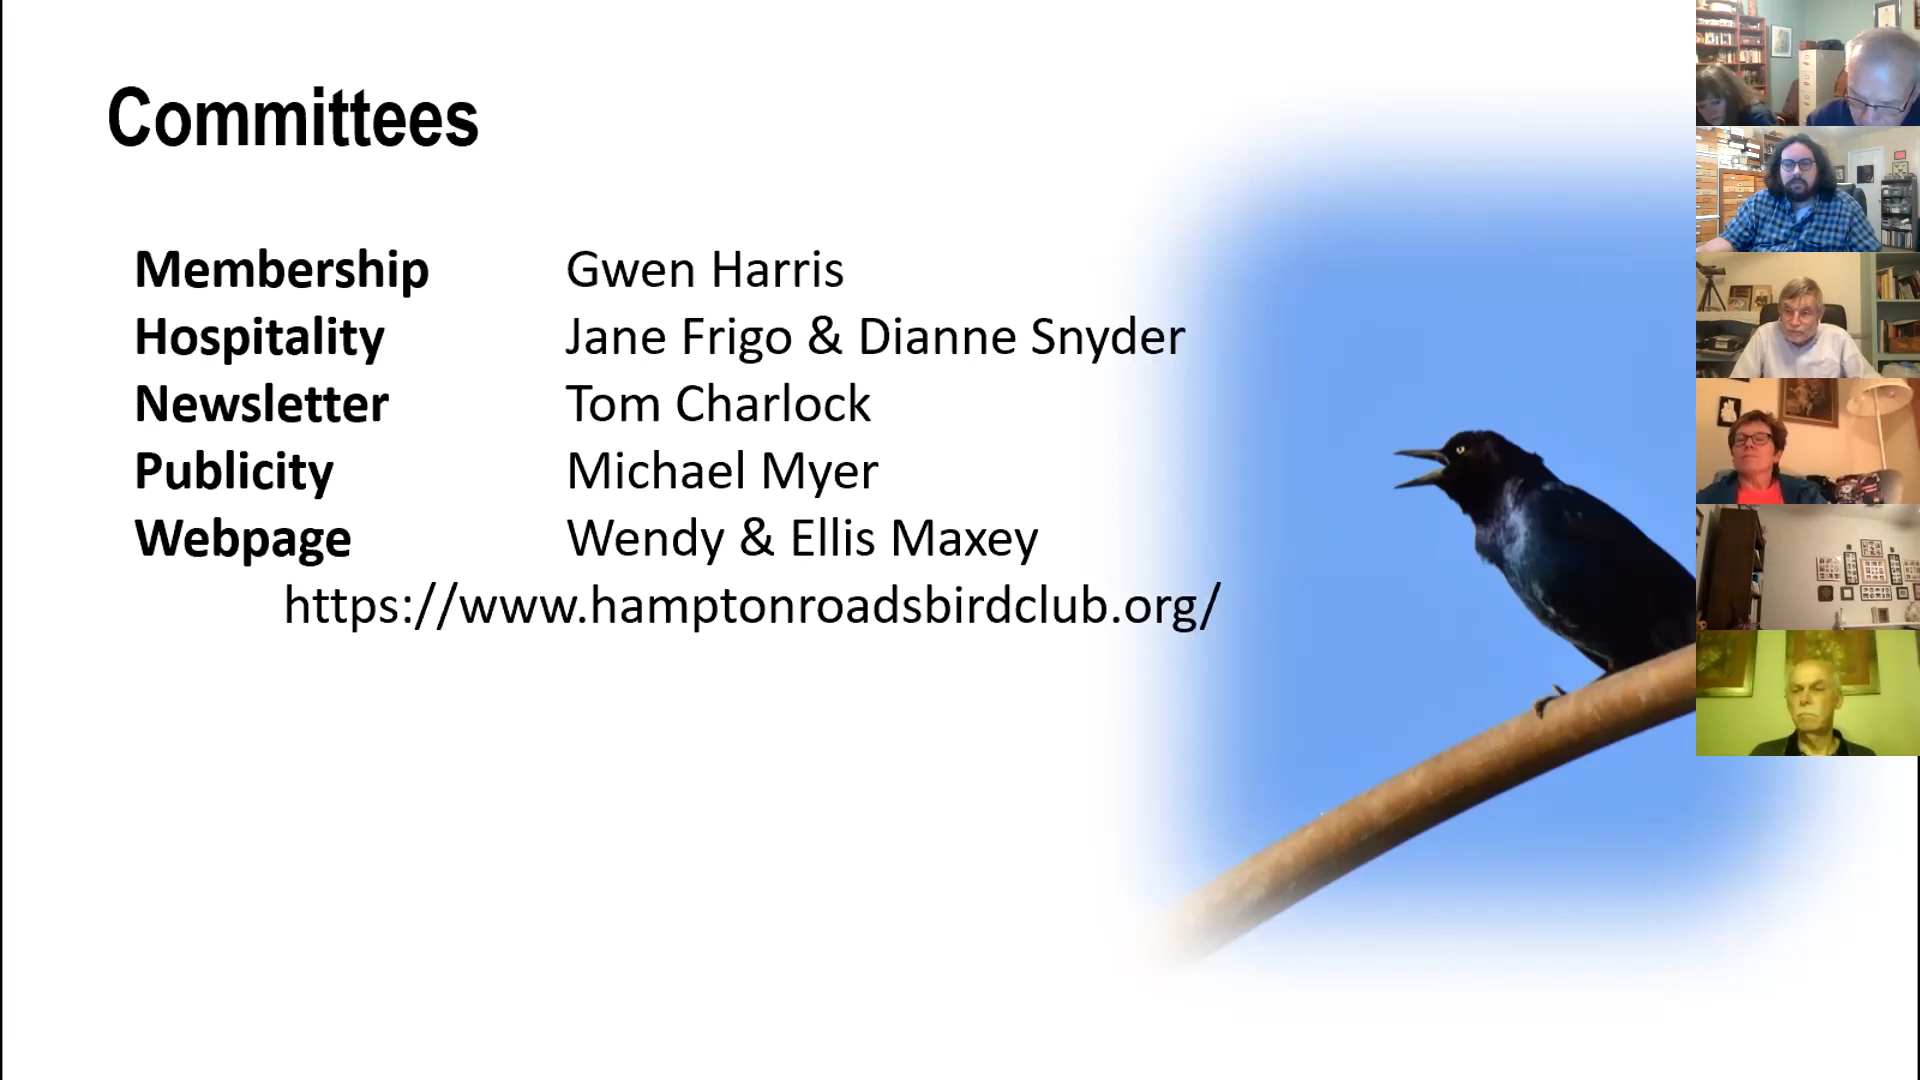 Committees
Membership Gwen Harris
Hospitality Jane Frigo & Dianne Snyder
Newsletter Tom Charlock
Publicity Michael Myer
Webpage Wendy & Ellis Maxey
https://www.hamptonroadsbirdclub.org/